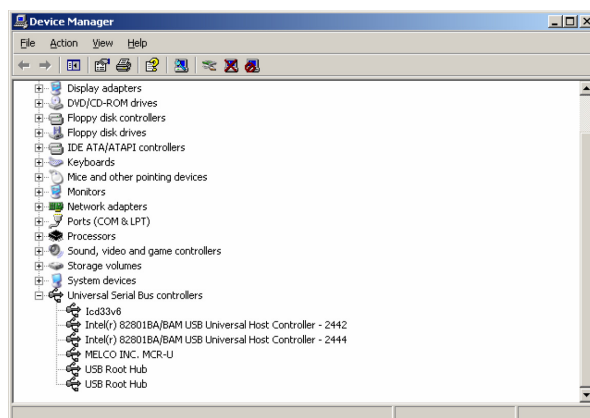 Device Manager
File Action View Help
Display adapters
DVD/CD-ROM drives
Floppy disk controllers
Floppy disk drives
IDE ATA/ATAPI controllers
Keyboards
Mice and other pointing devices
Monitors
Network adapters
Ports (COM & LPT)
Processors
Sound, video and game controllers
Storage volumes
System devices
Universal Serial Bus controllers
Icd33v6
Intel(r) 82801BA/BAM USB Universal Host Controller - 2442
Intel(r) 82801BA/BAM USB Universal Host Controller - 2444
MELCO INC. MCR-U
USB Root Hub
USB Root Hub